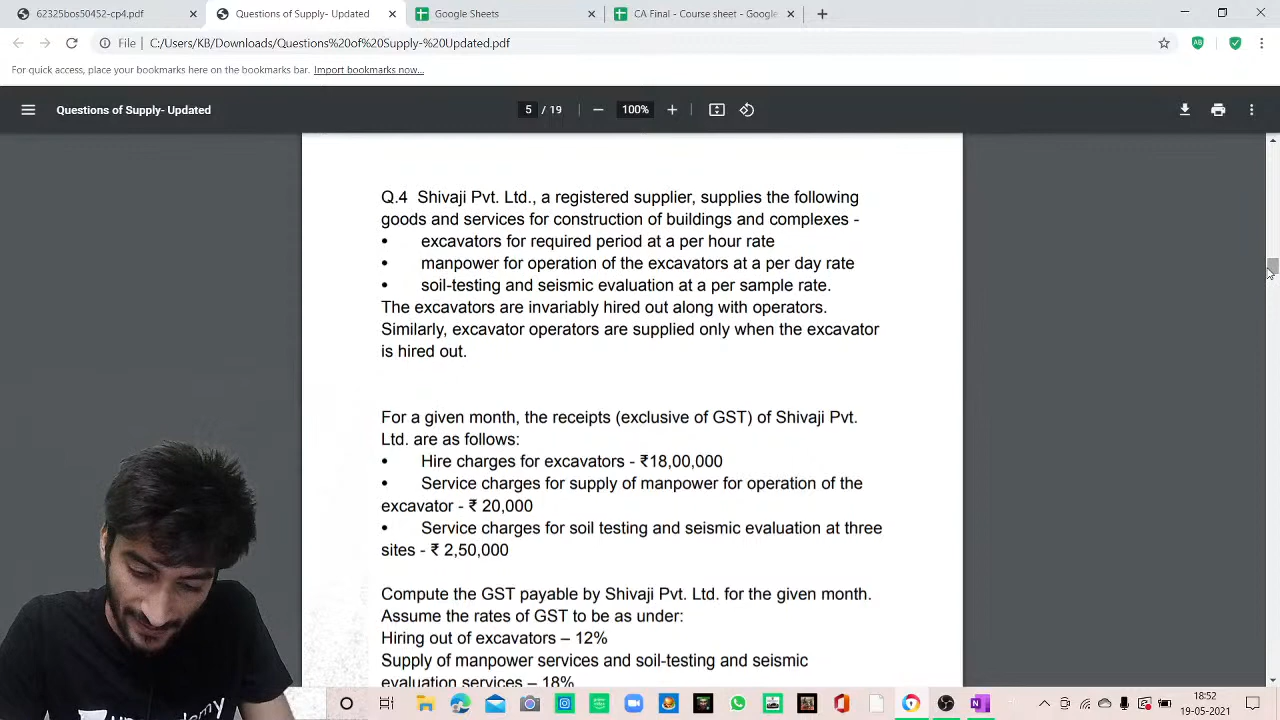 62325bos50452-cp4.pdf
Questions of Supply- Updated
Google Sheets
CA Final - Course sheet - Google
File | C:/Users/KB/Downloads/Questions%20of%20Supply-%20Updated.pdf
For quick access, place your bookmarks here on the bookmarks bar. Import bookmarks now...
Questions of Supply- Updated
5 / 19
100%
Q.4 Shivaji Pvt. Ltd., a registered supplier, supplies the following
goods and services for construction of buildings and complexes -
• excavators for required period at a per hour rate
• manpower for operation of the excavators at a per day rate
• soil-testing and seismic evaluation at a per sample rate.
The excavators are invariably hired out along with operators.
Similarly, excavator operators are supplied only when the excavator
is hired out.
For a given month, the receipts (exclusive of GST) of Shivaji Pvt.
Ltd. are as follows:
• Hire charges for excavators - ₹18,00,000
• Service charges for supply of manpower for operation of the
excavator - ₹ 20,000
• Service charges for soil testing and seismic evaluation at three
sites - ₹ 2,50,000
Compute the GST payable by Shivaji Pvt. Ltd. for the given month.
Assume the rates of GST to be as under:
Hiring out of excavators – 12%
Supply of manpower services and soil-testing and seismic
evaluation services – 18%
18:52
19-05-2021